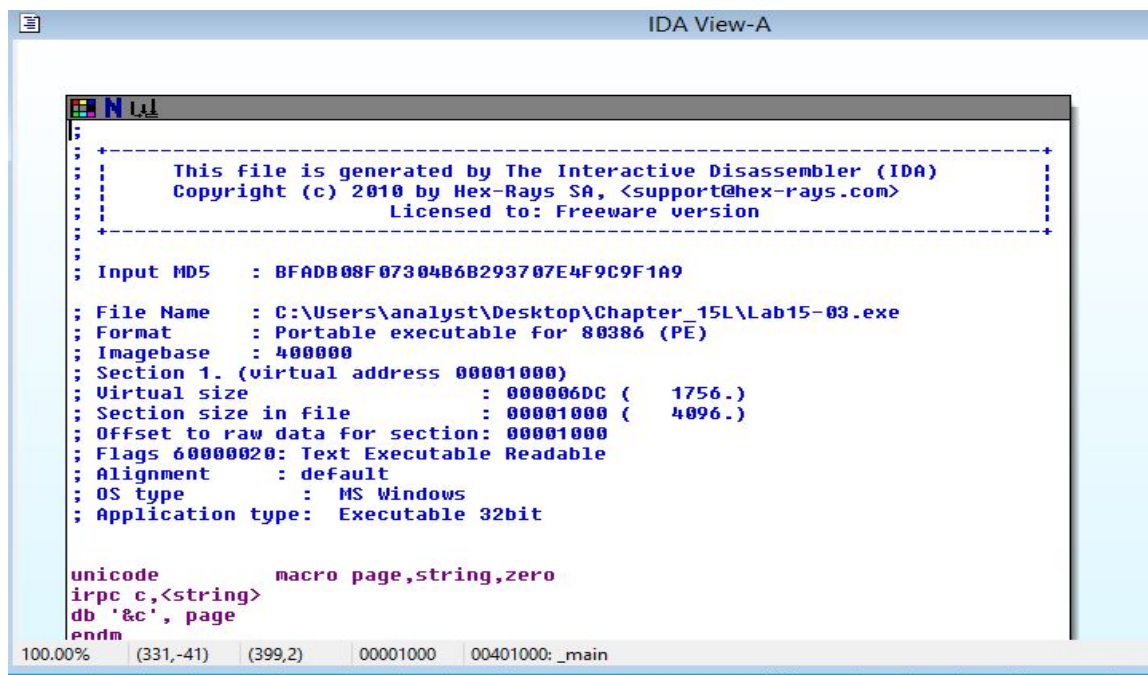 IDA View-A
;
; +-------------------------------------------------------------------------+
; |      This file is generated by The Interactive Disassembler (IDA)      |
; |      Copyright (c) 2010 by Hex-Rays SA, <support@hex-rays.com>      |
; |      Licensed to: Freeware version      |
; +-------------------------------------------------------------------------+
;
; Input MD5   : BFADB08F07304B6B293707E4F9C9F1A9
; File Name   : C:\Users\analyst\Desktop\Chapter_15L\Lab15-03.exe
; Format      : Portable executable for 80386 (PE)
; Imagebase   : 400000
; Section 1. (virtual address 00001000)
; Virtual size                  : 000006DC (   1756.)
; Section size in file          : 00001000 (   4096.)
; Offset to raw data for section: 00001000
; Flags 60000020: Text Executable Readable
; Alignment     : default
; OS type         :  MS Windows
; Application type:  Executable 32bit
unicode         macro page,string,zero
irpc c,<string>
db '&c', page
endm
100.00% (331,-41) (399,2) 00001000 00401000: _main